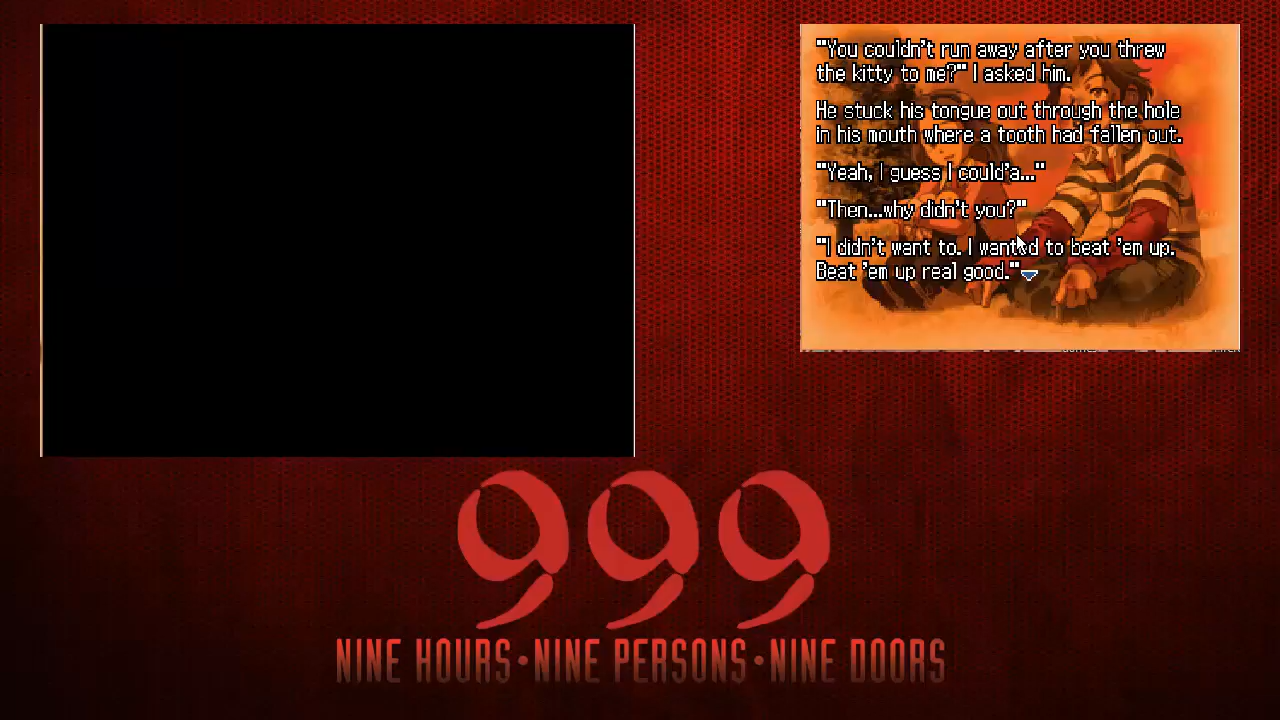 "You couldn't run away after you threw
the kitty to me?" I asked him.
He stuck his tongue out through the hole
in his mouth where a tooth had fallen out.
"Yeah, I guess I could'a..."
"Then...why didn't you?"
"I didn't want to. I wanted to beat 'em up.
Beat 'em up real good."
999
NINE HOURS·NINE PERSONS·NINE DOORS